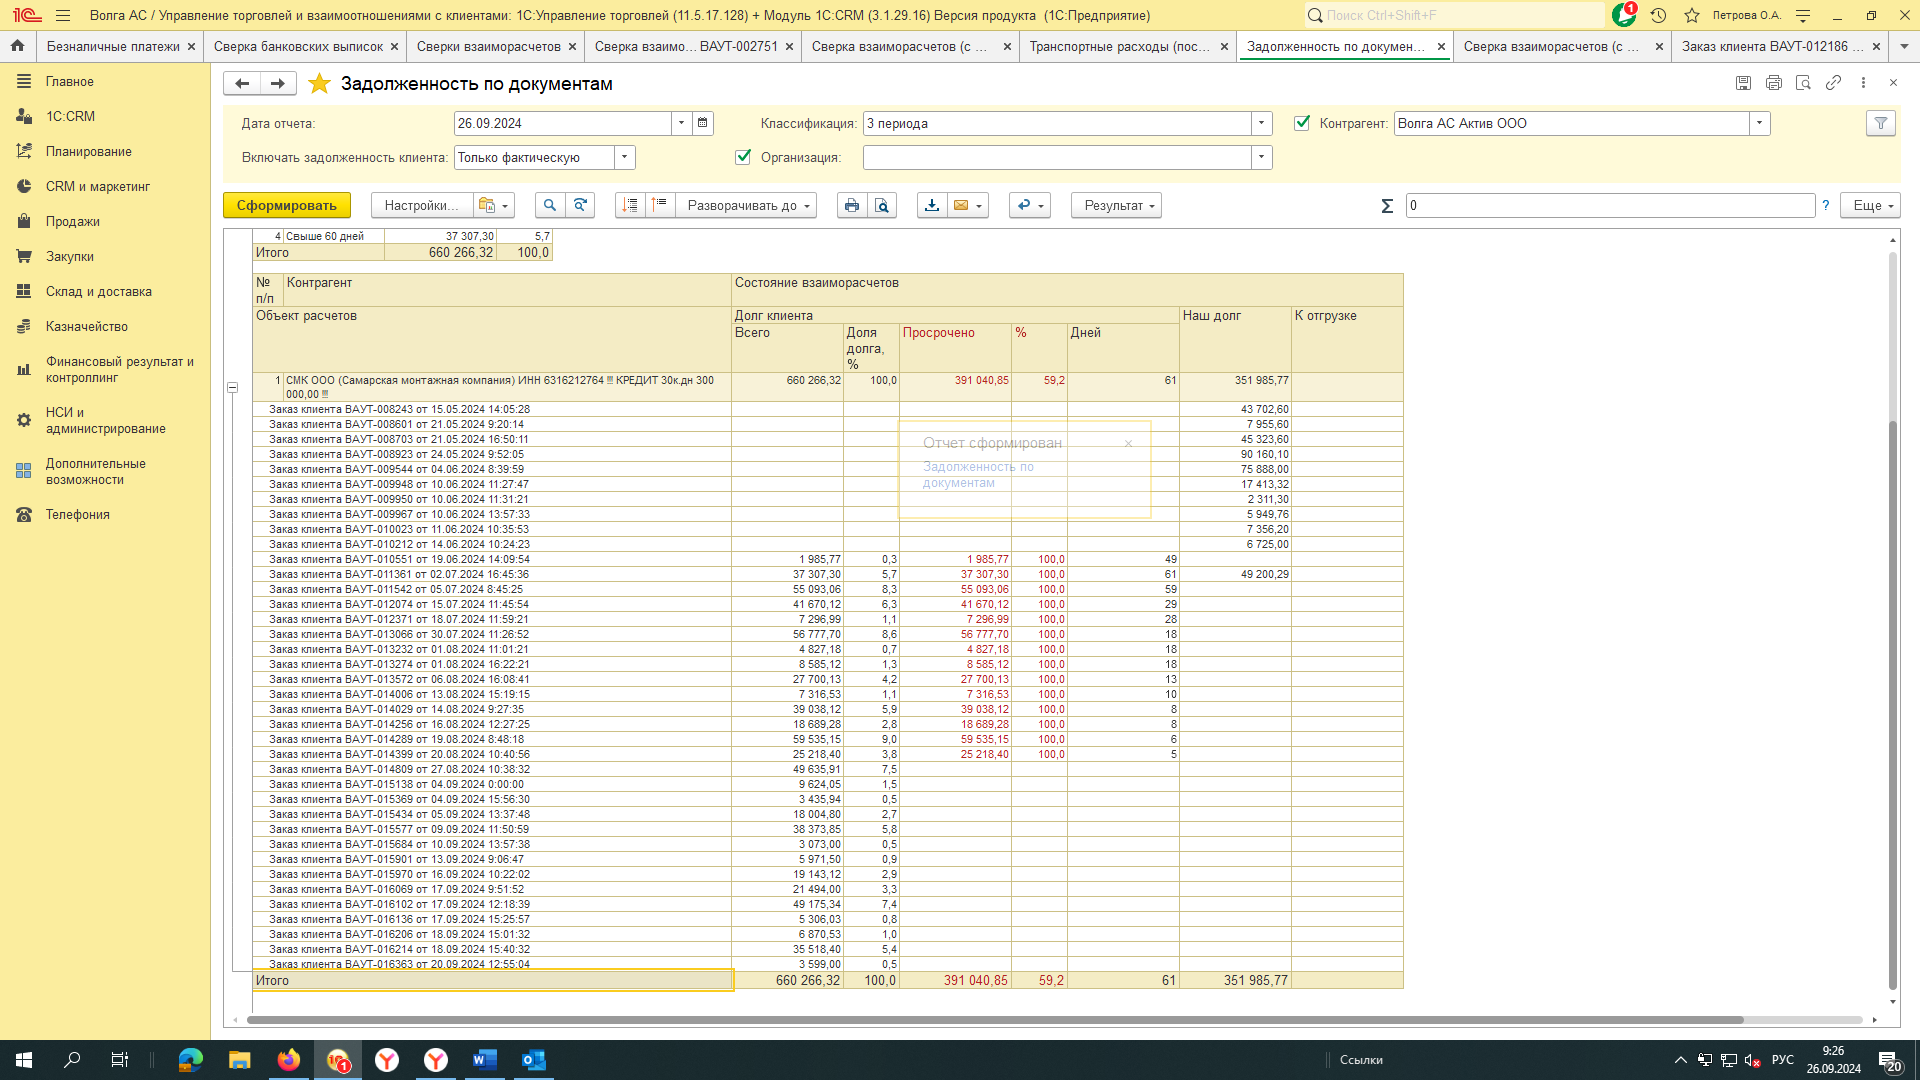 Волга АС / Управление торговлей и взаимоотношениями с клиентами: 1С:Управление торговлей (11.5.17.128) + Модуль 1С:CRM (3.1.29.16) Версия продукта (1С:Предприятие)
Поиск Ctrl+Shift+F
1
Петрова О.А.
Безналичные платежи
Сверка банковских выписок
Сверки взаиморасчетов
Сверка взаимо... ВАУТ-002751
Сверка взаиморасчетов (с ...
Транспортные расходы (пос...
Задолженность по докумен...
Сверка взаиморасчетов (с ...
Заказ клиента ВАУТ-012186 ...
Главное
1С:CRM
Планирование
CRM и маркетинг
Продажи
Закупки
Склад и доставка
Казначейство
Финансовый результат и
контроллинг
НСИ и
администрирование
Дополнительные
возможности
Телефония
Задолженность по документам
Дата отчета: 26.09.2024 Классификация: 3 периода Контрагент: Волга АС Актив ООО
Включать задолженность клиента: Только фактическую Организация:
Сформировать Настройки... Разворачивать до Результат Σ 0 ? Еще
4 Свыше 60 дней 37 307,30 5,7
Итого 660 266,32 100,0
№
п/п
Контрагент Состояние взаиморасчетов
Объект расчетов Долг клиента Наш долг К отгрузке
Всего Доля
долга,
%
Просрочено % Дней
1 СМК ООО (Самарская монтажная компания) ИНН 6316212764 !!! КРЕДИТ 30к.дн 300 660 266,32 100,0 391 040,85 59,2 61 351 985,77
000,00 !!!
Заказ клиента ВАУТ-008243 от 15.05.2024 14:05:28 43 702,60
Заказ клиента ВАУТ-008601 от 21.05.2024 9:20:14 7 955,60
Заказ клиента ВАУТ-008703 от 21.05.2024 16:50:11 45 323,60
Заказ клиента ВАУТ-008923 от 24.05.2024 9:52:05 90 160,10
Заказ клиента ВАУТ-009544 от 04.06.2024 8:39:59 75 888,00
Заказ клиента ВАУТ-009948 от 10.06.2024 11:27:47 17 413,32
Заказ клиента ВАУТ-009950 от 10.06.2024 11:31:21 2 311,30
Заказ клиента ВАУТ-009967 от 10.06.2024 13:57:33 5 949,76
Заказ клиента ВАУТ-010023 от 11.06.2024 10:35:53 7 356,20
Заказ клиента ВАУТ-010212 от 14.06.2024 10:24:23 6 725,00
Заказ клиента ВАУТ-010551 от 19.06.2024 14:09:54 1 985,77 0,3 1 985,77 100,0 49
Заказ клиента ВАУТ-011361 от 02.07.2024 16:45:36 37 307,30 5,7 37 307,30 100,0 61 49 200,29
Заказ клиента ВАУТ-011542 от 05.07.2024 8:45:25 55 093,06 8,3 55 093,06 100,0 59
Заказ клиента ВАУТ-012074 от 15.07.2024 11:45:54 41 670,12 6,3 41 670,12 100,0 29
Заказ клиента ВАУТ-012371 от 18.07.2024 11:59:21 7 296,99 1,1 7 296,99 100,0 28
Заказ клиента ВАУТ-013066 от 30.07.2024 11:26:52 56 777,70 8,6 56 777,70 100,0 18
Заказ клиента ВАУТ-013232 от 01.08.2024 11:01:21 4 827,18 0,7 4 827,18 100,0 18
Заказ клиента ВАУТ-013274 от 01.08.2024 16:22:21 8 585,12 1,3 8 585,12 100,0 18
Заказ клиента ВАУТ-013572 от 06.08.2024 16:08:41 27 700,13 4,2 27 700,13 100,0 13
Заказ клиента ВАУТ-014006 от 13.08.2024 15:19:15 7 316,53 1,1 7 316,53 100,0 10
Заказ клиента ВАУТ-014029 от 14.08.2024 9:27:35 39 038,12 5,9 39 038,12 100,0 8
Заказ клиента ВАУТ-014256 от 16.08.2024 12:27:25 18 689,28 2,8 18 689,28 100,0 8
Заказ клиента ВАУТ-014289 от 19.08.2024 8:48:18 59 535,15 9,0 59 535,15 100,0 6
Заказ клиента ВАУТ-014399 от 20.08.2024 10:40:56 25 218,40 3,8 25 218,40 100,0 5
Заказ клиента ВАУТ-014809 от 27.08.2024 10:38:32 49 635,91 7,5
Заказ клиента ВАУТ-015138 от 04.09.2024 0:00:00 9 624,05 1,5
Заказ клиента ВАУТ-015369 от 04.09.2024 15:56:30 3 435,94 0,5
Заказ клиента ВАУТ-015434 от 05.09.2024 13:37:48 18 004,80 2,7
Заказ клиента ВАУТ-015577 от 09.09.2024 11:50:59 38 373,85 5,8
Заказ клиента ВАУТ-015684 от 10.09.2024 13:57:38 3 073,00 0,5
Заказ клиента ВАУТ-015901 от 13.09.2024 9:06:47 5 971,50 0,9
Заказ клиента ВАУТ-015970 от 16.09.2024 10:22:02 19 143,12 2,9
Заказ клиента ВАУТ-016069 от 17.09.2024 9:51:52 21 494,00 3,3
Заказ клиента ВАУТ-016102 от 17.09.2024 12:18:39 49 175,34 7,4
Заказ клиента ВАУТ-016136 от 17.09.2024 15:25:57 5 306,03 0,8
Заказ клиента ВАУТ-016206 от 18.09.2024 15:01:32 6 870,53 1,0
Заказ клиента ВАУТ-016214 от 18.09.2024 15:40:32 35 518,40 5,4
Заказ клиента ВАУТ-016363 от 20.09.2024 12:55:04 3 599,00 0,5
Итого 660 266,32 100,0 391 040,85 59,2 61 351 985,77
Отчет сформирован
Задолженность по
документам
1
Ссылки
РУС
9:26
26.09.2024
20